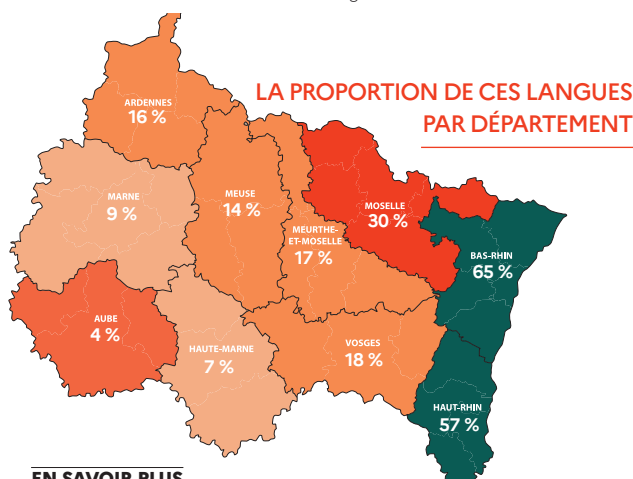 LA PROPORTION DE CES LANGUES
PAR DÉPARTEMENT
ARDENNES
16 %
MARNE
9 %
MEUSE
14 %
MEURTHE-
ET-MOSELLE
17 %
MOSELLE
30 %
BAS-RHIN
65 %
AUBE
4 %
HAUTE-MARNE
7 %
VOSGES
18 %
HAUT-RHIN
57 %
EN SAVOIR PLUS